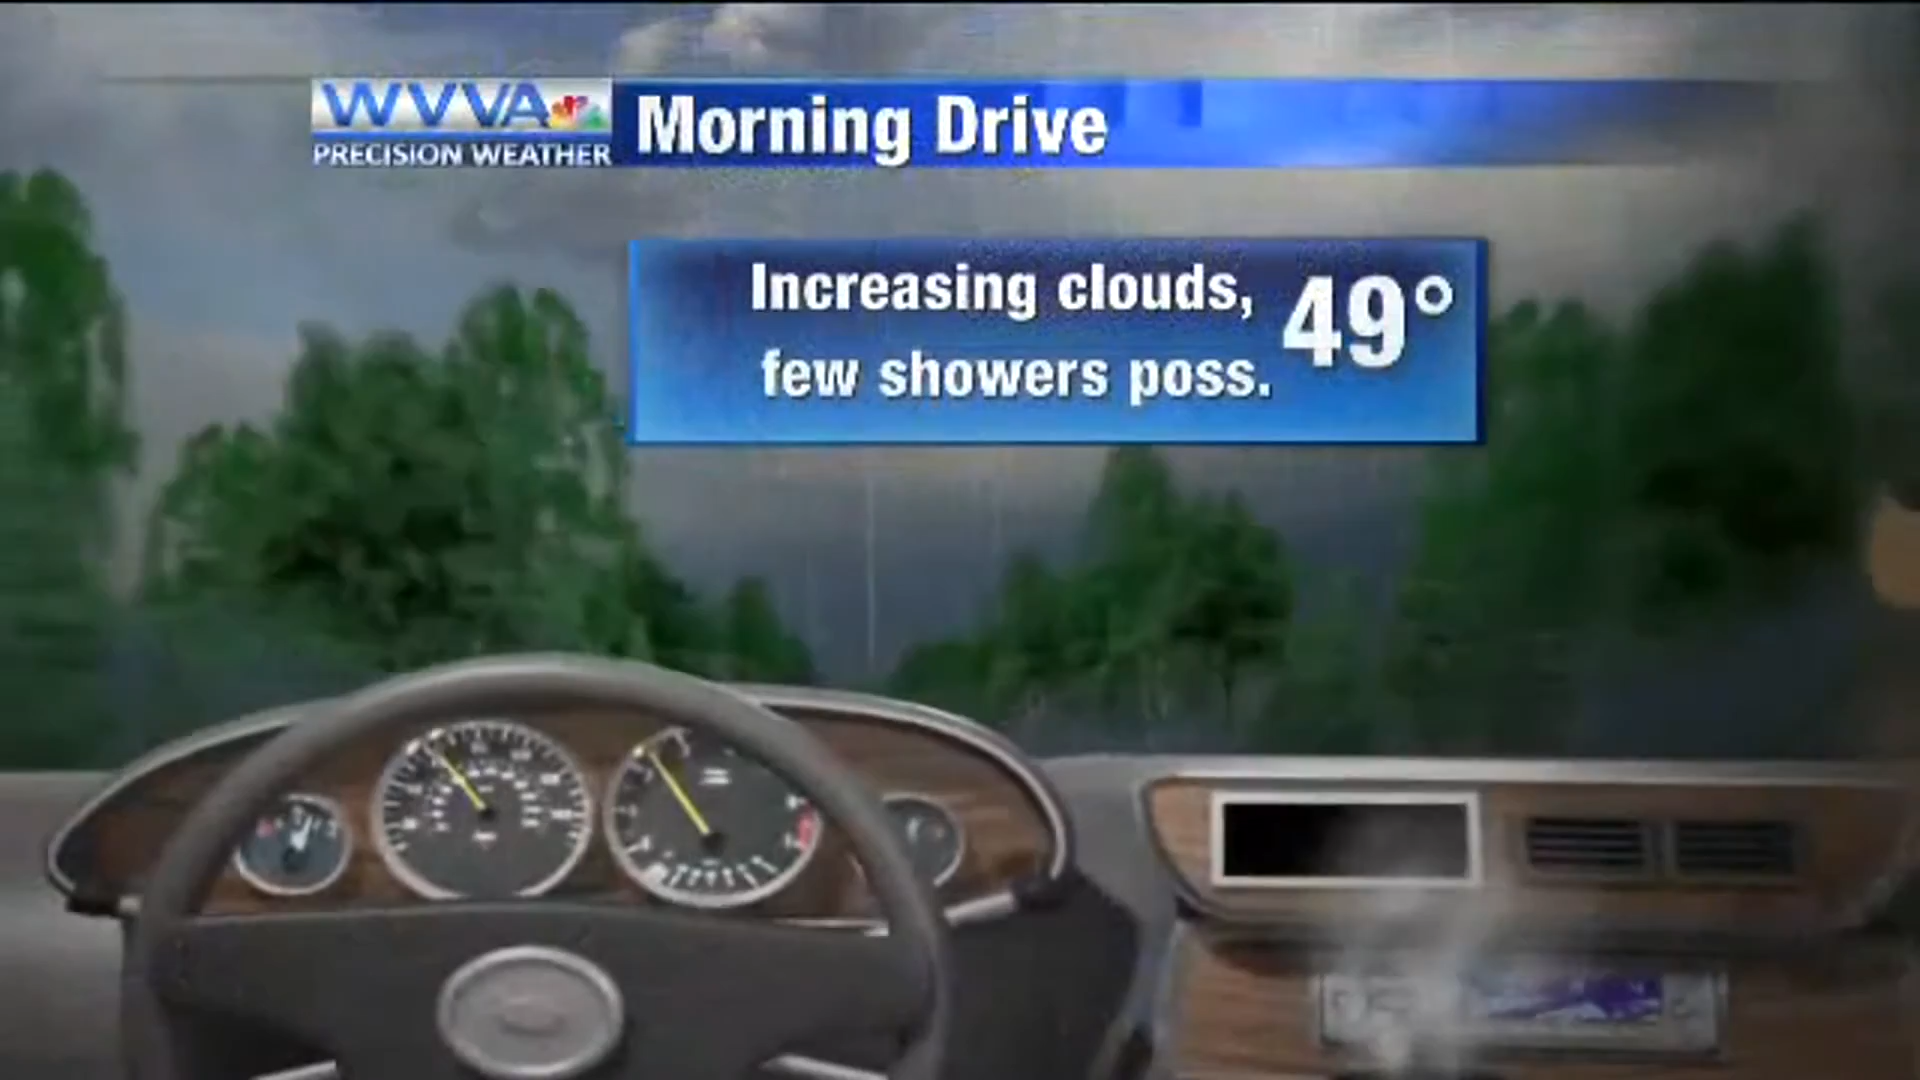 WVVA
PRECISION WEATHER
Morning Drive
Increasing clouds,
few showers poss.
49°